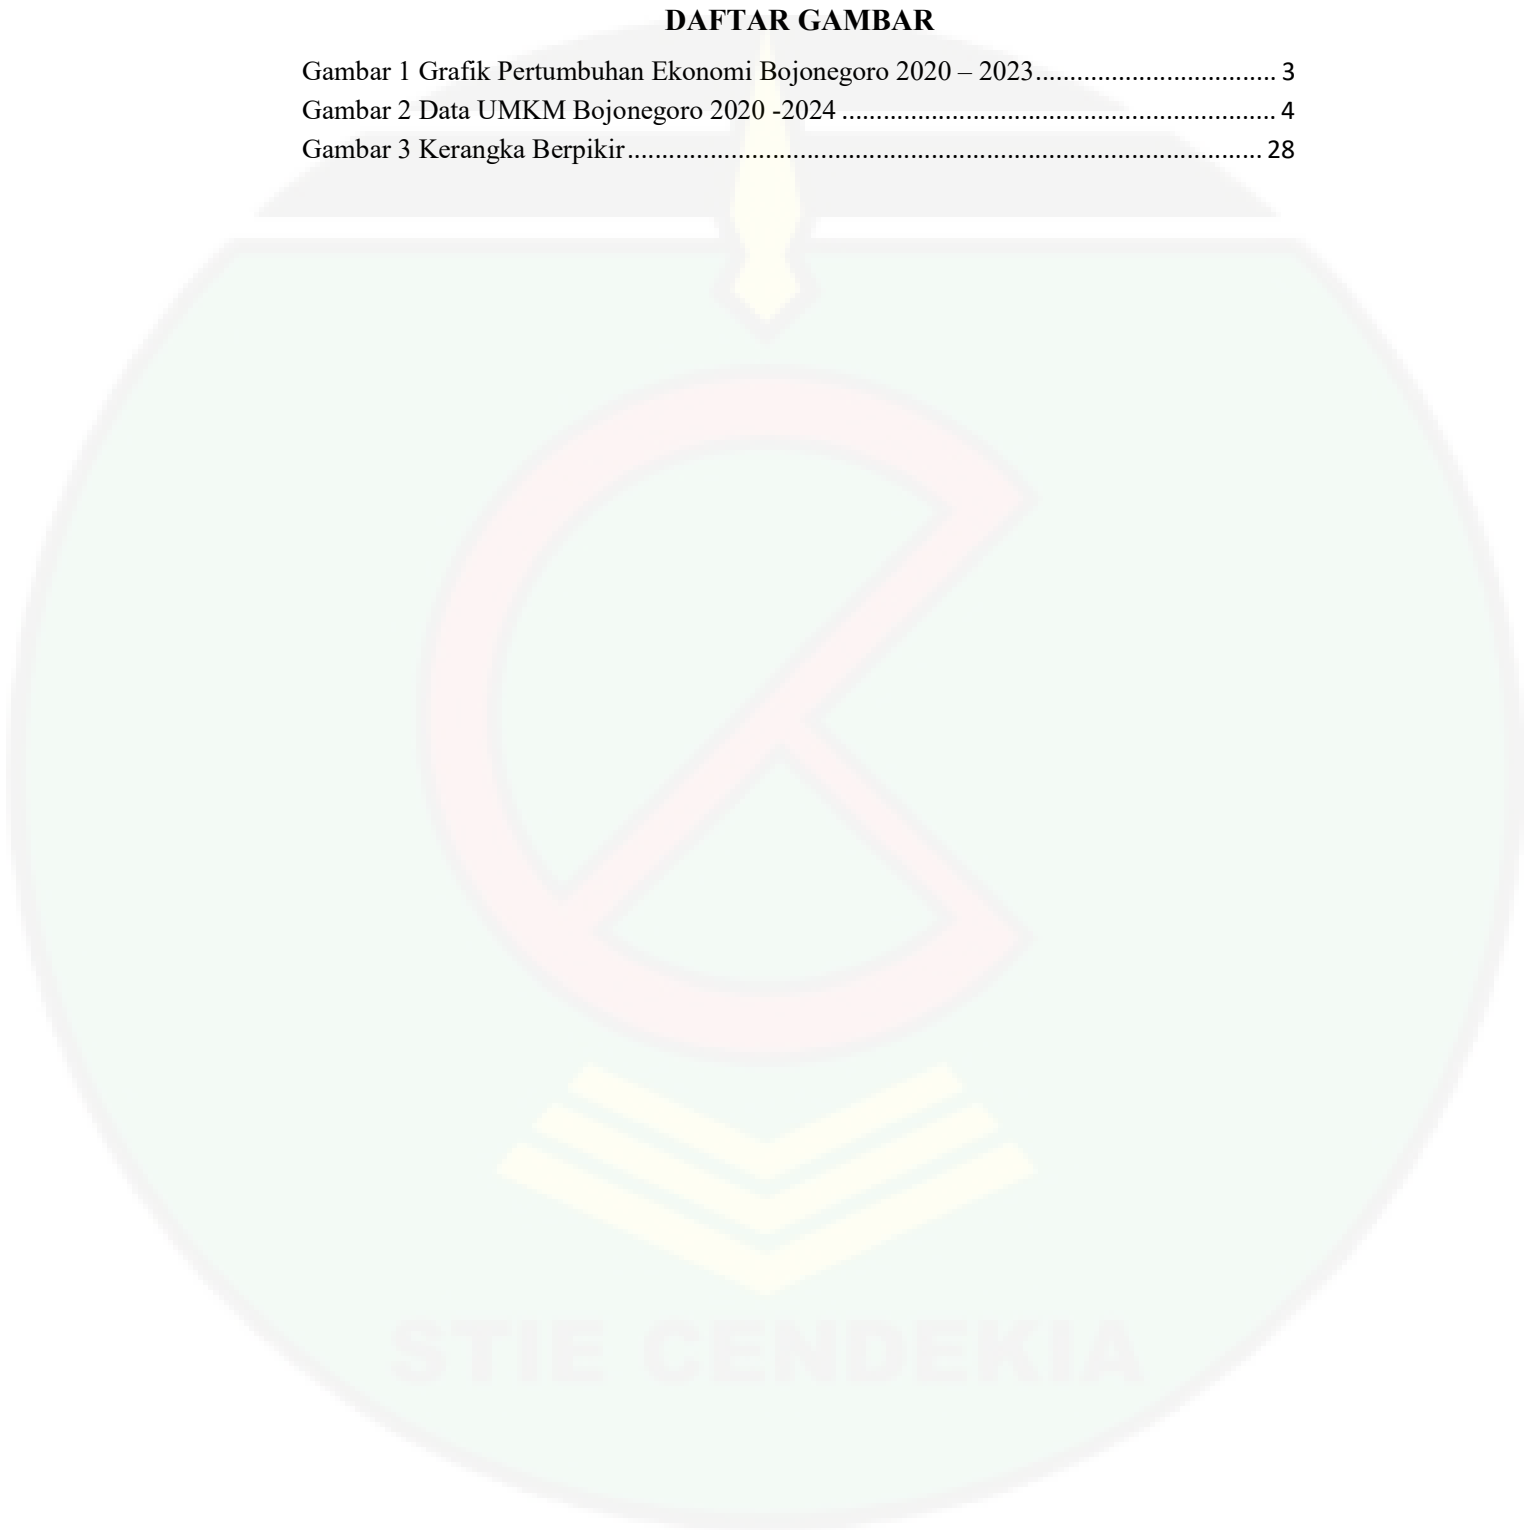 DAFTAR GAMBAR
Gambar 1 Grafik Pertumbuhan Ekonomi Bojonegoro 2020 – 2023................................... 3
Gambar 2 Data UMKM Bojonegoro 2020 -2024 ............................................................... 4
Gambar 3 Kerangka Berpikir............................................................................................ 28
STIE CENDEKIA